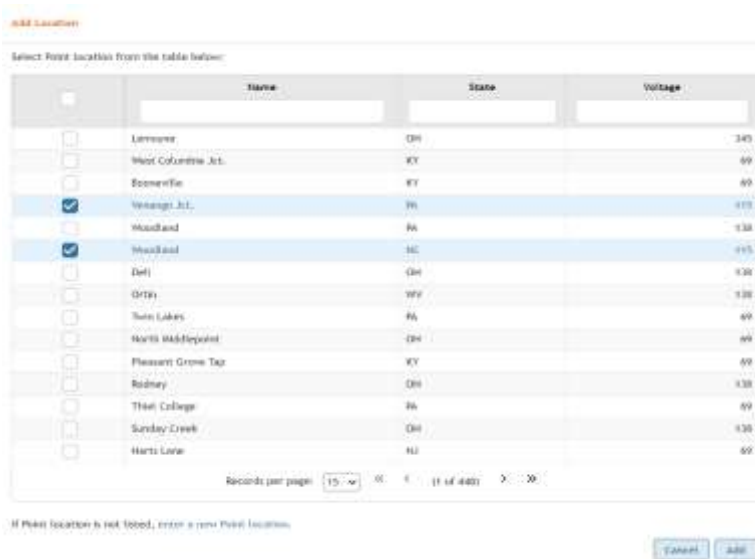 Add Location
Select Point location from the table below:
Name State Voltage
Lemoyne OH 345
West Columbia Jct. KY 69
Booneville KY 69
Venango Jct. PA 115
Woodland PA 138
Woodland NC 115
OH 138
Ortin WV 138
Twin Lakes PA 69
North Middlepoint OH 69
Pleasant Grove Tap KY 69
Rodney OH 138
Thiel College PA 69
Sunday Creek OH 138
Harts Lane NJ 69
Records per page: 15 (1 of 440)
If Point location is not listed, enter a new Point location.
Cancel Add